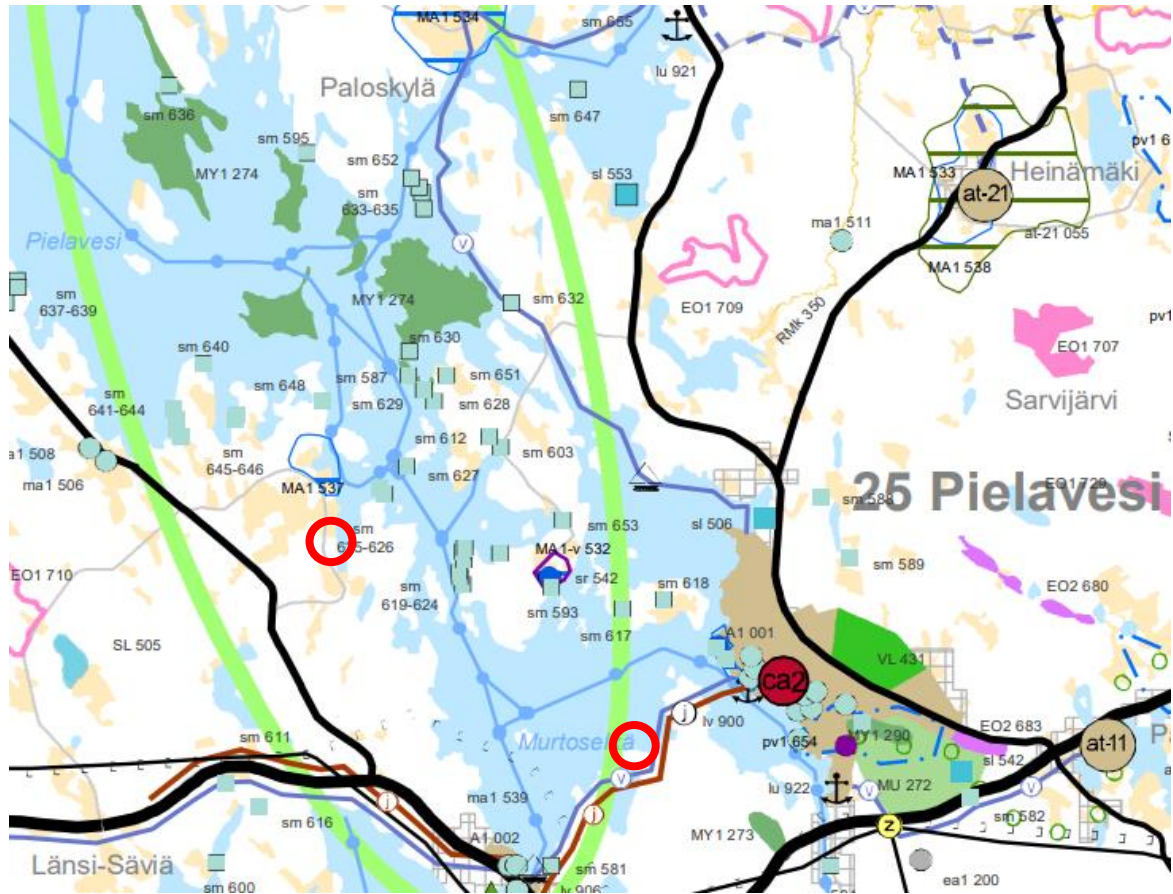 MA1 534
sm 655
lu 921
Paloskylä
sm 636
sm 647
sm 595
pv1 6
MY1 274
sm 652
sl 553
MA1 533
Heinämäki
at-21
sm
633-635
ma1 511
at-21 055
Pielavesi
MA1 538
sm
637-639
MY1 274
sm 632
EO1 709
RMk 350
pv1
EO1 707
sm 630
sm 640
sm 648
sm 587
sm 651
sm
641-644
sm 629
sm 628
Sarvijärvi
sm 612
a1 508
sm
645-646
sm 603
ma1 506
sm 627
MA1 537
25 Pielavesi
EO1 729
sm 588
sm
sm 653
sl 506
MA1-v 532
sm 589
EO1 710
sr 542
sm 618
EO2 680
sm
619-624
sm 593
sm 617
A1 001
SL 505
VL 431
ca2
lv 900
sm 611
Murtoselkä
pv1 654
MY1 290
EO2 683
at-11
sl 542
ma1 539
lu 922
MU 272
sm 616
A1 002
MY1 273
sm 582
z
Länsi-Säviä
sm 581
ea1 200
sm 600
lv 906
v
v
v
v
v
j
j
j